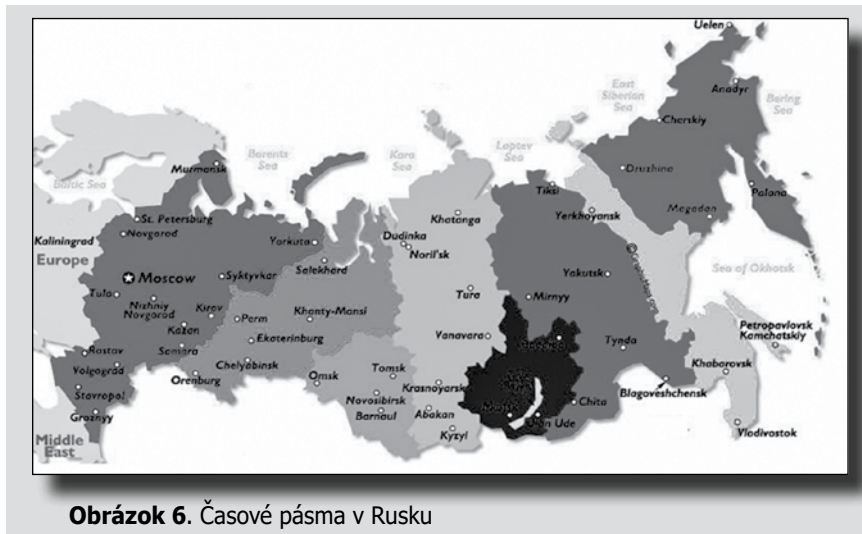 Uelen
East
Siberian
Sea
Anadyr
Bering
Sea
Cherskiy
Barents
Sea
Kara
Sea
Laptev
Sea
Murmansk
Druzhina
Baltic Sea
Tiksi
Palana
Khatanga
Verkhoyansk
Magadan
St. Petersburg
Dudinka
Novgorod
Noril'sk
Kaliningrad
Vorkuta
Europe
Salekhard
Sea of Okhotsk
Moscow
Syktyvkar
Yakutsk
Tula
Tura
Mirnyy
Nizhniy
Novgorod
Kirov
Khanty-Mansi
Perm
Petropavlovsk
Kamchatskiy
Kazan
Vanavara
Ekaterinburg
Tynda
Rostov
Samara
Chelyabinsk
Tomsk
Khabarovsk
Volgograd
Orenburg
Omsk
Krasnoyarsk
Blagoveshchensk
Stavropol
Novosibirsk
Chita
Barnaul
Abakan
Groznyy
Ulan Ude
Kyzyl
Vlodivostok
Middle
East
Obrázok 6. Časové pásma v Rusku